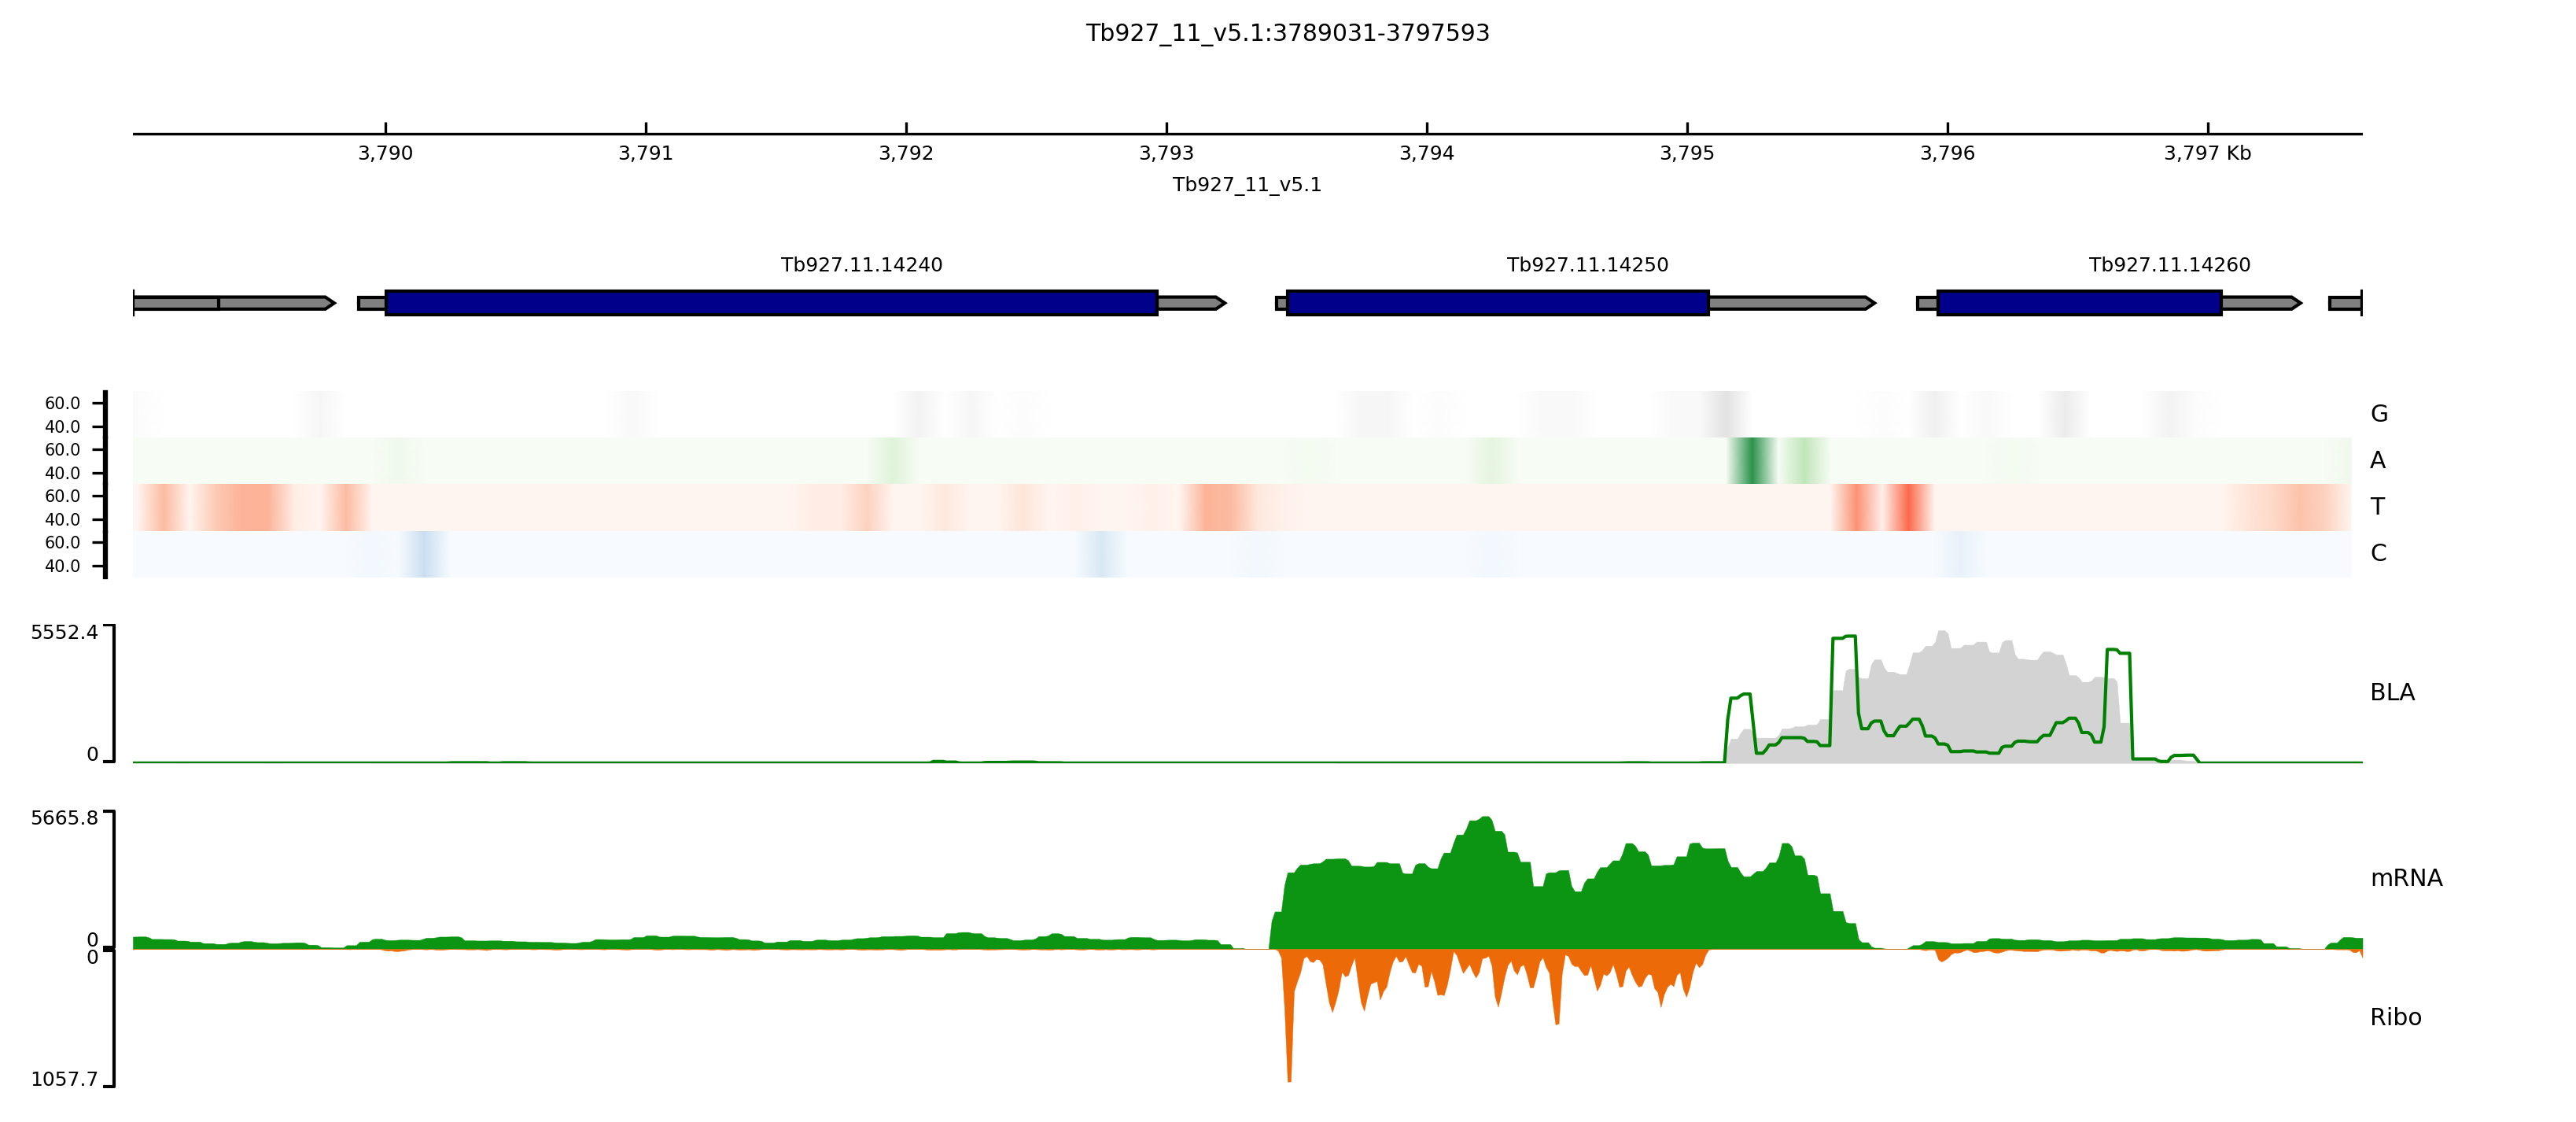 Tb927_11_v5.1:3789031-3797593
3,790 3,791 3,792 3,793 3,794 3,795 3,796 3,797 Kb
Tb927_11_v5.1
Tb927.11.14240 Tb927.11.14250 Tb927.11.14260
60.0
40.0
G
60.0
40.0
A
60.0
40.0
T
60.0
40.0
C
5552.4
0
BLA
5665.8
0
mRNA
0
1057.7
Ribo